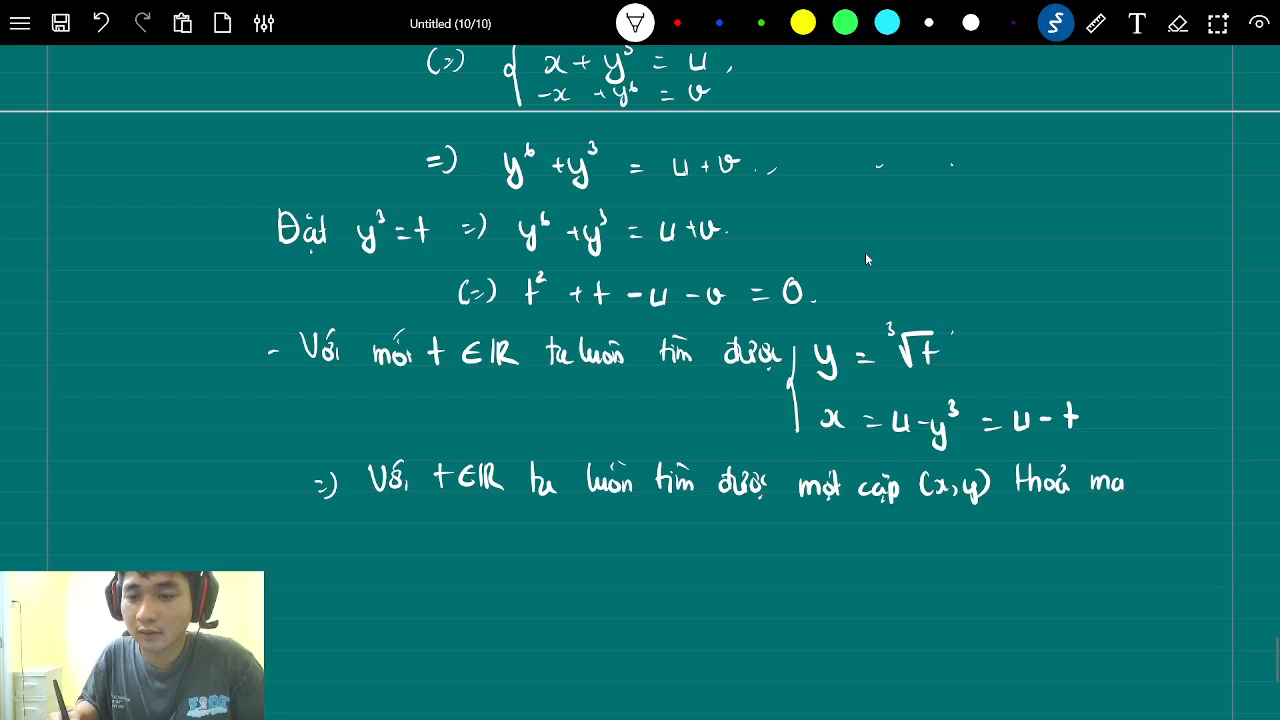 Untitled (10/10)
(=) { x + y³ = u ,
-x + y⁶ = v
=) y⁶ + y³ = u + v .
Đặt y³ = t =) y⁶ + y³ = u + v.
(=) t² + t - u - v = 0.
- Với mỗi t ∈ ℝ ta luôn tìm được { y = ³√t
x = u - y³ = u - t
=) Với t ∈ ℝ ta luôn tìm được một cặp (x, y) thoả ma